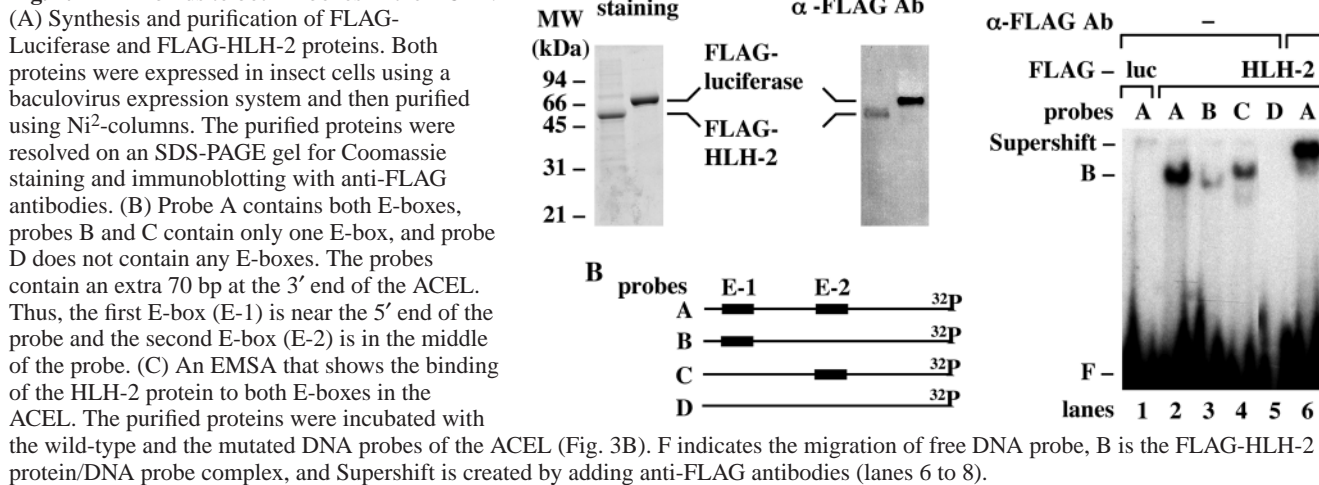 (A) Synthesis and purification of FLAG-
Luciferase and FLAG-HLH-2 proteins. Both
proteins were expressed in insect cells using a
baculovirus expression system and then purified
using Ni²-columns. The purified proteins were
resolved on an SDS-PAGE gel for Coomassie
staining and immunoblotting with anti-FLAG
antibodies. (B) Probe A contains both E-boxes,
probes B and C contain only one E-box, and probe
D does not contain any E-boxes. The probes
contain an extra 70 bp at the 3′ end of the ACEL.
Thus, the first E-box (E-1) is near the 5′ end of the
probe and the second E-box (E-2) is in the middle
of the probe. (C) An EMSA that shows the binding
of the HLH-2 protein to both E-boxes in the
ACEL. The purified proteins were incubated with
the wild-type and the mutated DNA probes of the ACEL (Fig. 3B). F indicates the migration of free DNA probe, B is the FLAG-HLH-2
protein/DNA probe complex, and Supershift is created by adding anti-FLAG antibodies (lanes 6 to 8).
staining α-FLAG Ab
MW
(kDa)
94 –
66 –
45 –
31 –
21 –
FLAG-
luciferase
FLAG-
HLH-2
B
probes E-1 E-2
A ³²P
B ³²P
C ³²P
D ³²P
α-FLAG Ab –
FLAG – luc HLH-2
probes A A B C D A
Supershift –
B –
F –
lanes 1 2 3 4 5 6